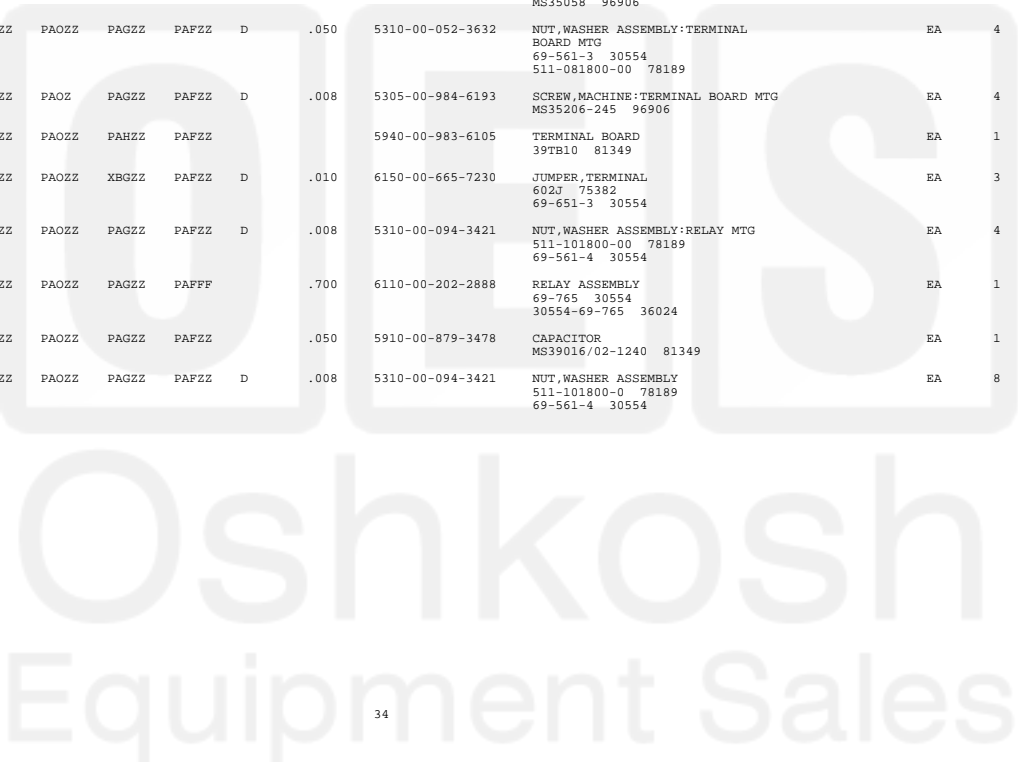 MS35058 96906
ZZ PAOZZ PAGZZ PAFZZ D .050 5310-00-052-3632 NUT,WASHER ASSEMBLY:TERMINAL EA 4
BOARD MTG
69-561-3 30554
511-081800-00 78189
ZZ PAOZ PAGZZ PAFZZ D .008 5305-00-984-6193 SCREW,MACHINE:TERMINAL BOARD MTG EA 4
MS35206-245 96906
ZZ PAOZZ PAHZZ PAFZZ 5940-00-983-6105 TERMINAL BOARD EA 1
39TB10 81349
ZZ PAOZZ XBGZZ PAFZZ D .010 6150-00-665-7230 JUMPER,TERMINAL EA 3
602J 75382
69-651-3 30554
ZZ PAOZZ PAGZZ PAFZZ D .008 5310-00-094-3421 NUT,WASHER ASSEMBLY:RELAY MTG EA 4
511-101800-00 78189
69-561-4 30554
ZZ PAOZZ PAGZZ PAFFF .700 6110-00-202-2888 RELAY ASSEMBLY EA 1
69-765 30554
30554-69-765 36024
ZZ PAOZZ PAGZZ PAFZZ .050 5910-00-879-3478 CAPACITOR EA 1
MS39016/02-1240 81349
ZZ PAOZZ PAGZZ PAFZZ D .008 5310-00-094-3421 NUT,WASHER ASSEMBLY EA 8
511-101800-0 78189
69-561-4 30554
OES
Oshkosh
Equipment Sales
34